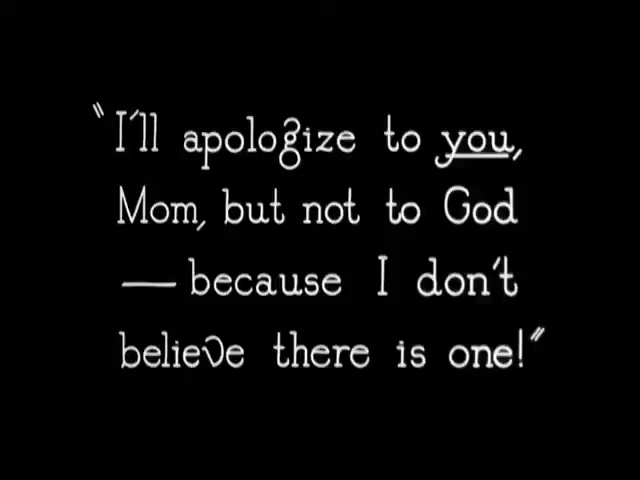 "I'll apologize to you,
Mom, but not to God
— because I don't
believe there is one!"